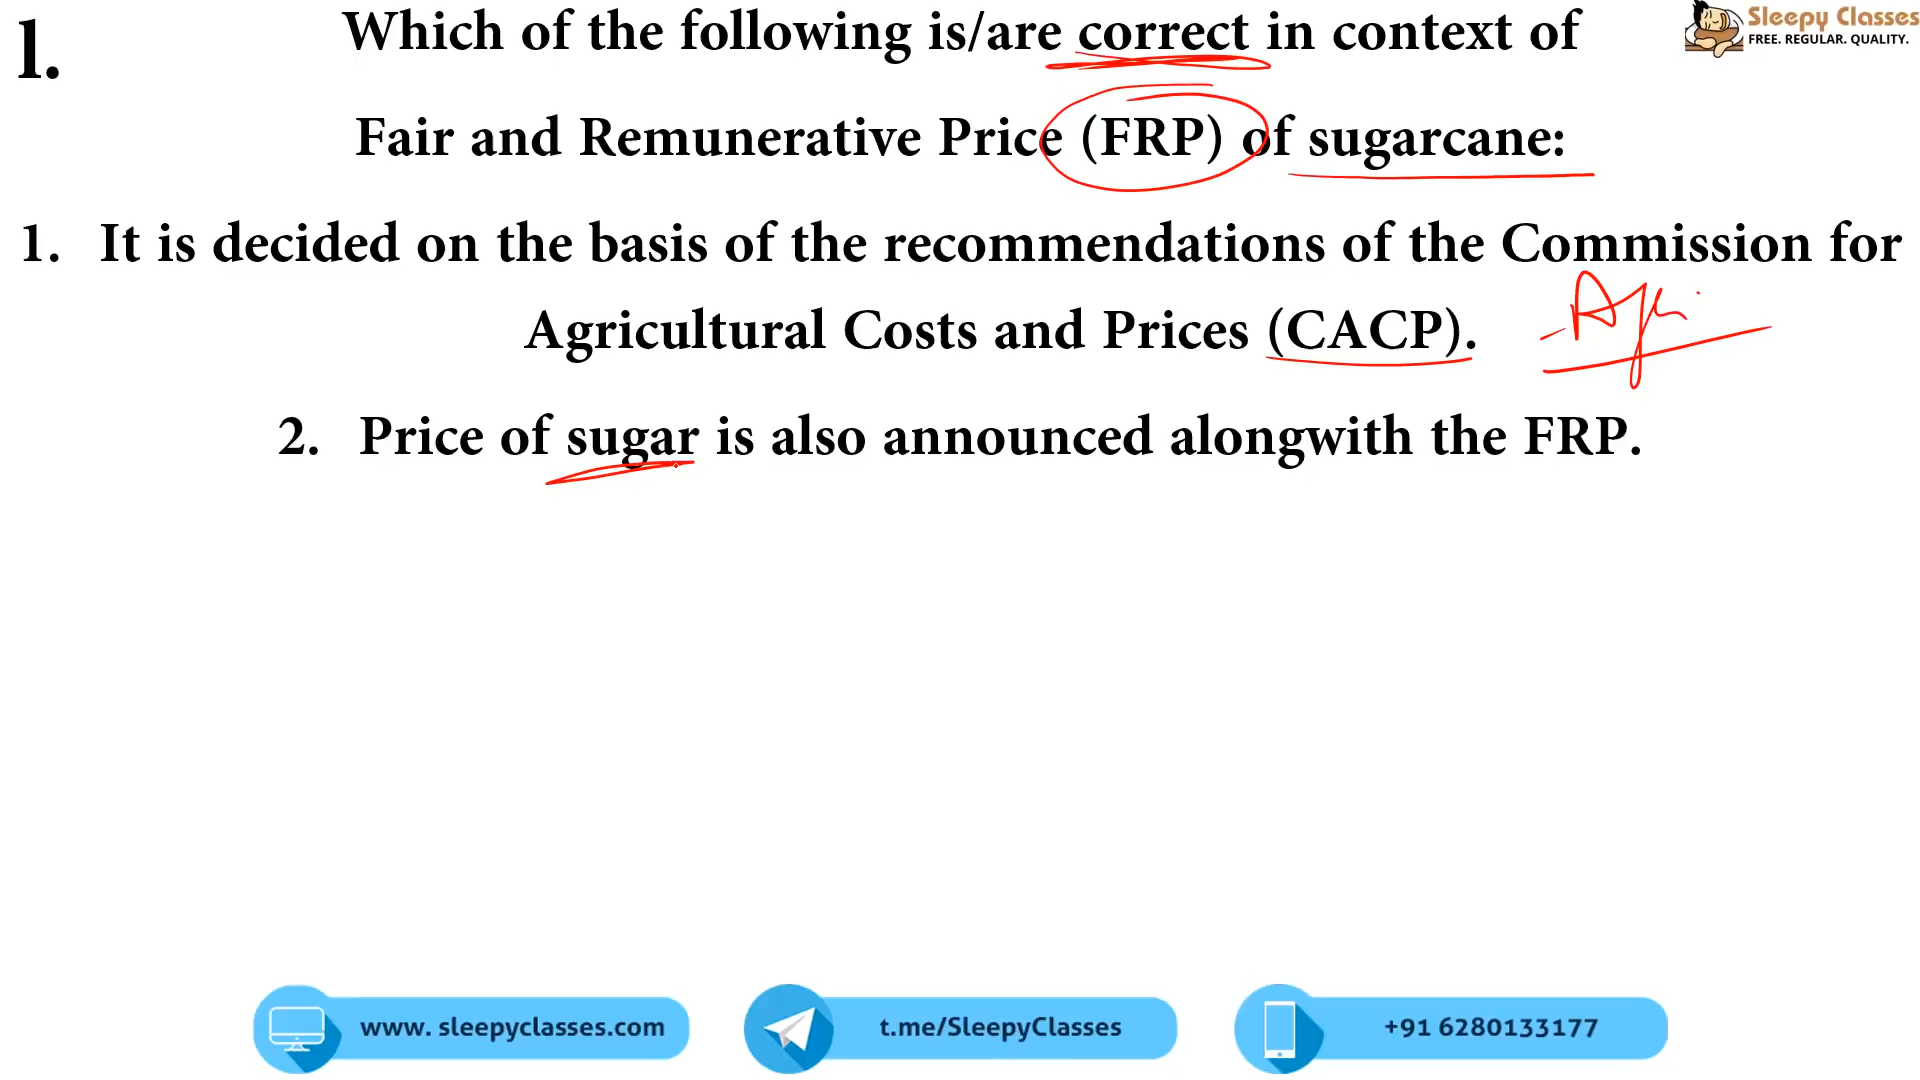 1.
Which of the following is/are correct in context of
Sleepy Classes
FREE. REGULAR. QUALITY.
Fair and Remunerative Price (FRP) of sugarcane:
1. It is decided on the basis of the recommendations of the Commission for
Agricultural Costs and Prices (CACP).
2. Price of sugar is also announced alongwith the FRP.
www. sleepyclasses.com
t.me/SleepyClasses
+91 6280133177